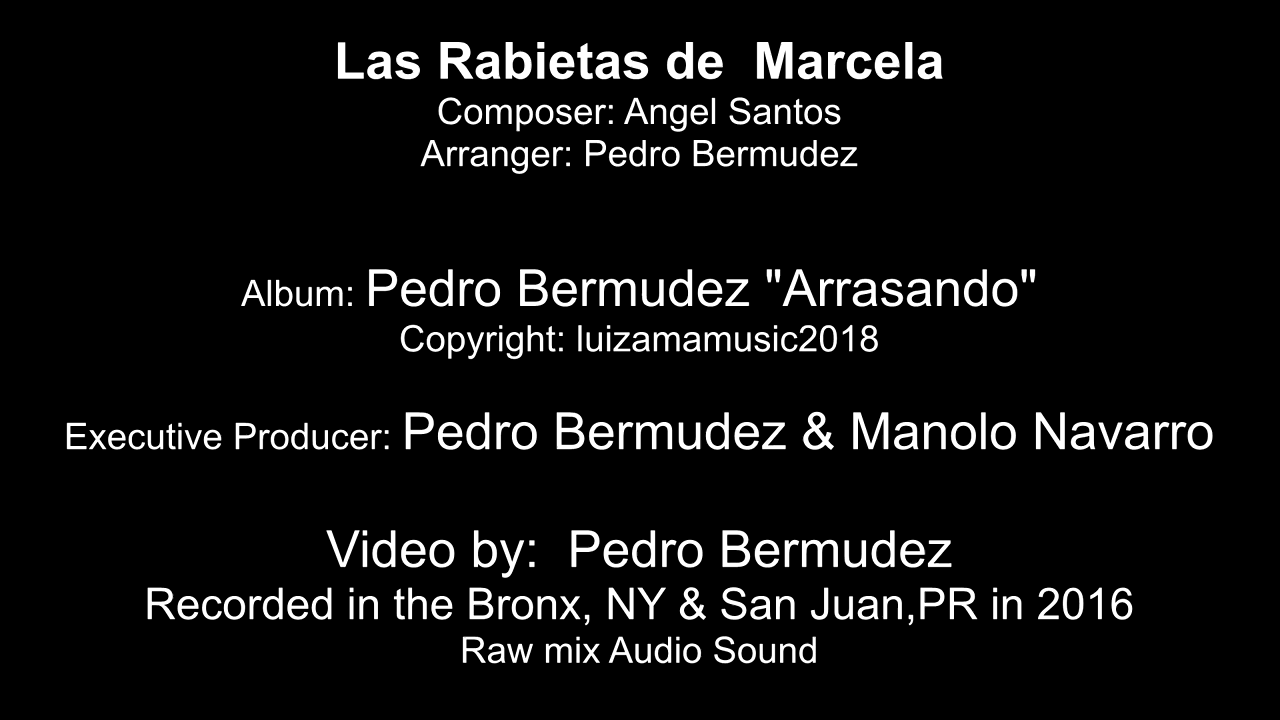 Las Rabietas de  Marcela
Composer: Angel Santos
Arranger: Pedro Bermudez
Album: Pedro Bermudez "Arrasando"
Copyright: luizamamusic2018
Executive Producer: Pedro Bermudez & Manolo Navarro
Video by:  Pedro Bermudez
Recorded in the Bronx, NY & San Juan,PR in 2016
Raw mix Audio Sound